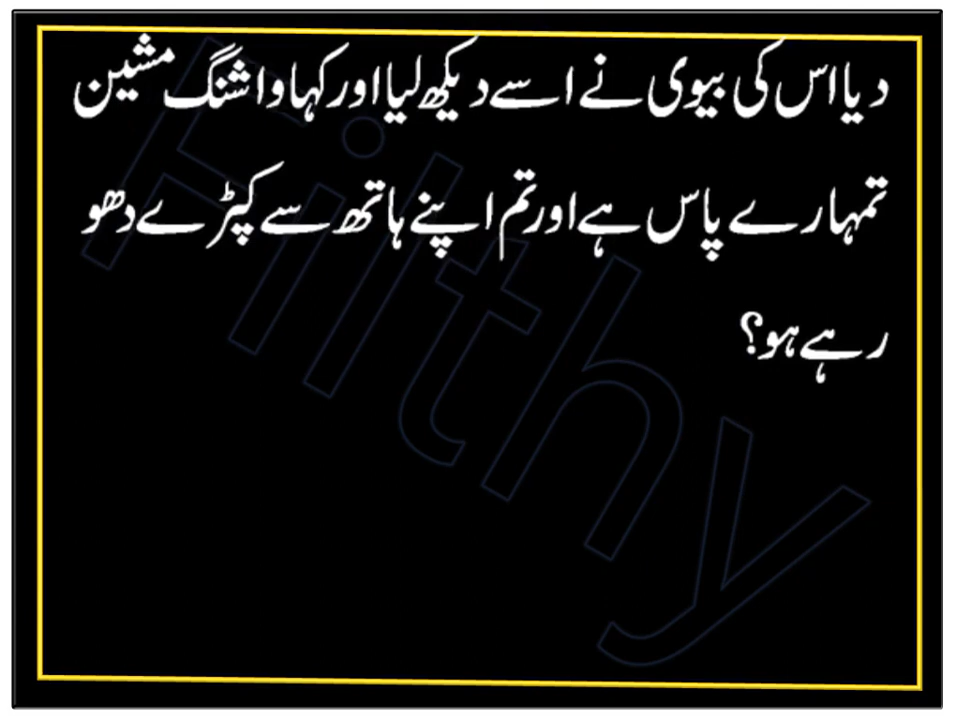 دیا اس کی بیوی نے اسے دیکھ لیا اور کہا واشنگ مشین
تمہارے پاس ہے اور تم اپنے ہاتھ سے کپڑے دھو
رہے ہو؟
Filthy